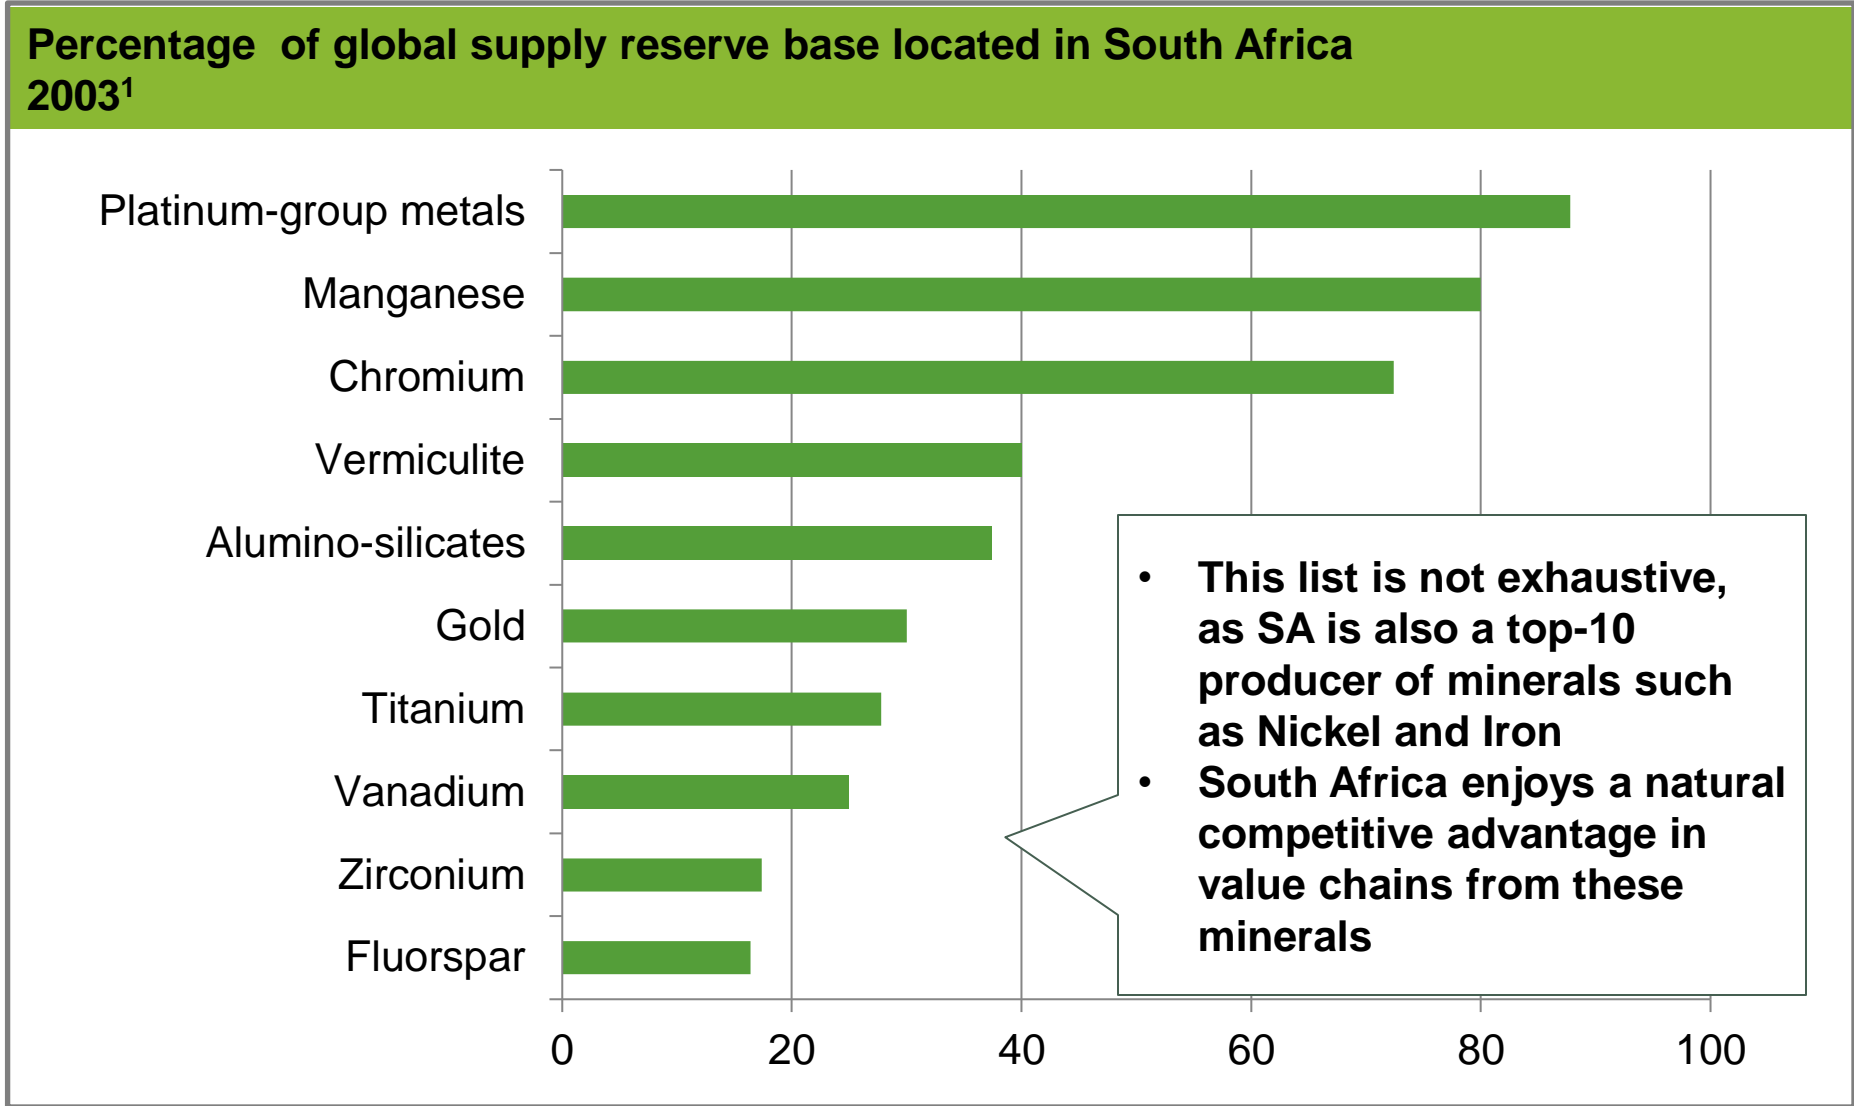 Percentage of global supply reserve base located in South Africa
2003¹
Platinum-group metals
Manganese
Chromium
Vermiculite
Alumino-silicates
Gold
Titanium
Vanadium
Zirconium
Fluorspar
0 20 40 60 80 100
• This list is not exhaustive,
as SA is also a top-10
producer of minerals such
as Nickel and Iron
• South Africa enjoys a natural
competitive advantage in
value chains from these
minerals